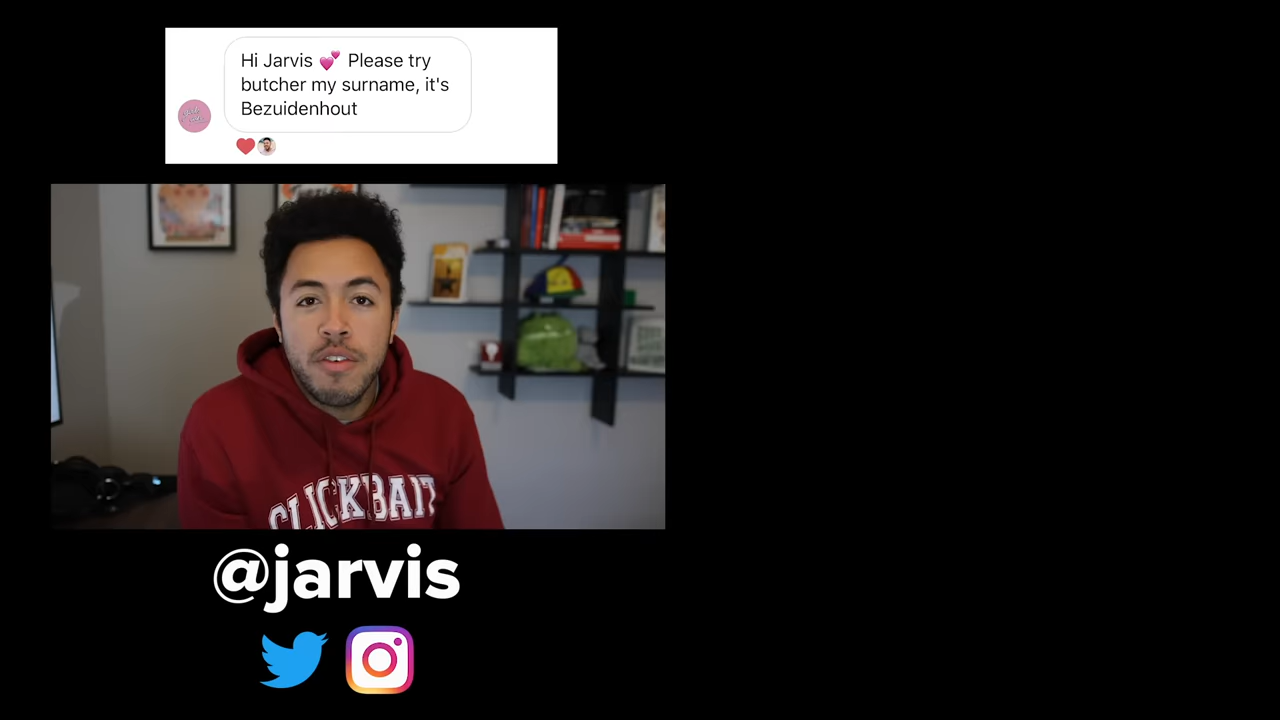 Hi Jarvis 💕 Please try
butcher my surname, it's
Bezuidenhout
CLICKBAIT
@jarvis